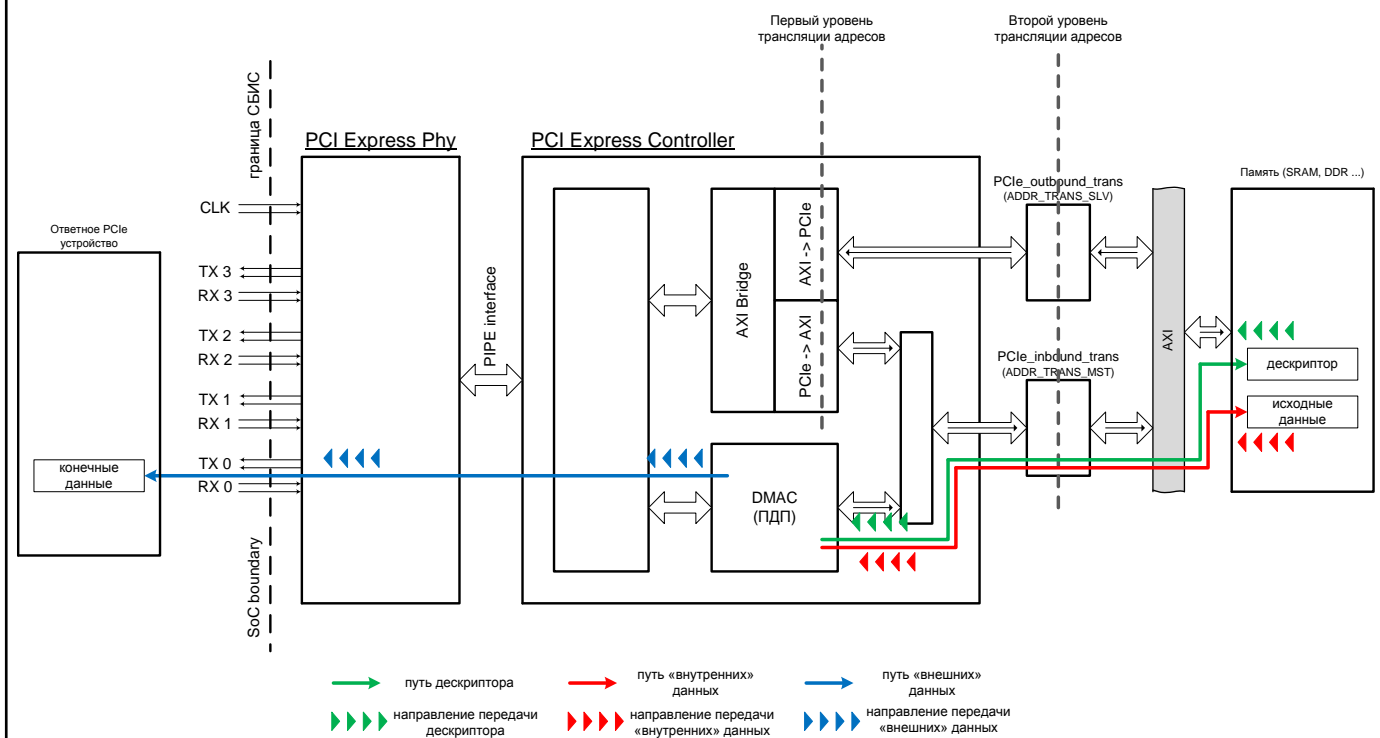 Первый уровень
трансляции адресов
Второй уровень
трансляции адресов
граница СБИС
PCI Express Phy
PCI Express Controller
Ответное PCIe
устройство
CLK
TX 3
RX 3
TX 2
RX 2
TX 1
RX 1
TX 0
RX 0
конечные
данные
SoC boundary
PIPE interface
AXI Bridge
AXI -> PCIe
PCIe -> AXI
DMAC
(ПДП)
PCIe_outbound_trans
(ADDR_TRANS_SLV)
PCIe_inbound_trans
(ADDR_TRANS_MST)
AXI
Память (SRAM, DDR ...)
дескриптор
исходные
данные
путь дескриптора
путь «внутренних»
данных
путь «внешних»
данных
направление передачи
дескриптора
направление передачи
«внутренних» данных
направление передачи
«внешних» данных